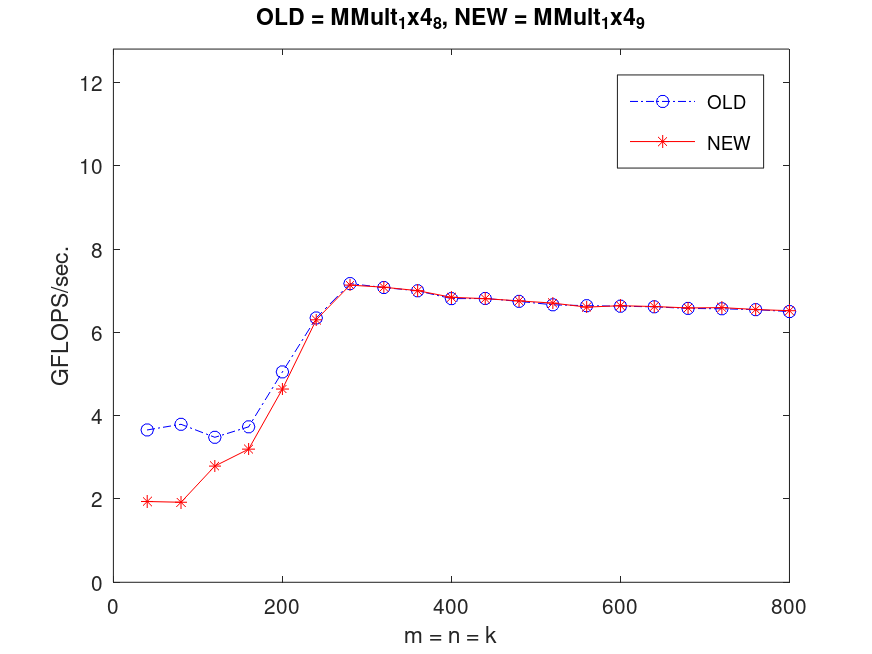 OLD = MMult₁x4₈, NEW = MMult₁x4₉
12
10
8
6
4
2
0
GFLOPS/sec.
OLD
NEW
0 200 400 600 800
m = n = k